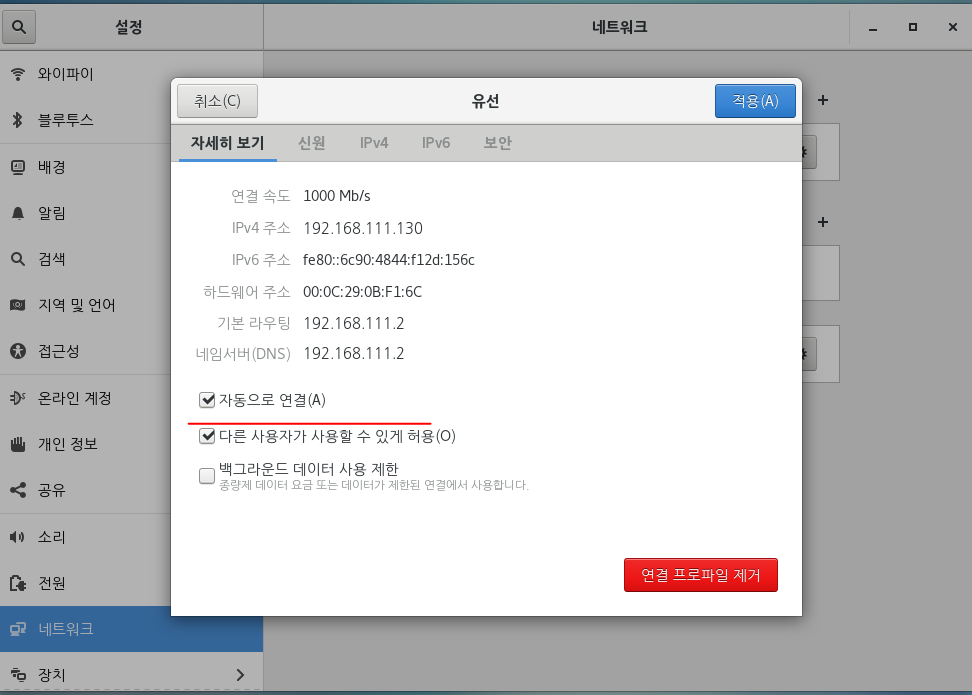 설정
네트워크
와이파이
블루투스
배경
알림
검색
지역 및 언어
접근성
온라인 계정
개인 정보
공유
소리
전원
네트워크
장치
취소(C)
유선
적용(A)
자세히 보기 신원 IPv4 IPv6 보안
연결 속도 1000 Mb/s
IPv4 주소 192.168.111.130
IPv6 주소 fe80::6c90:4844:f12d:156c
하드웨어 주소 00:0C:29:0B:F1:6C
기본 라우팅 192.168.111.2
네임서버(DNS) 192.168.111.2
자동으로 연결(A)
다른 사용자가 사용할 수 있게 허용(O)
백그라운드 데이터 사용 제한
종량제 데이터 요금 또는 데이터가 제한된 연결에서 사용합니다.
연결 프로파일 제거